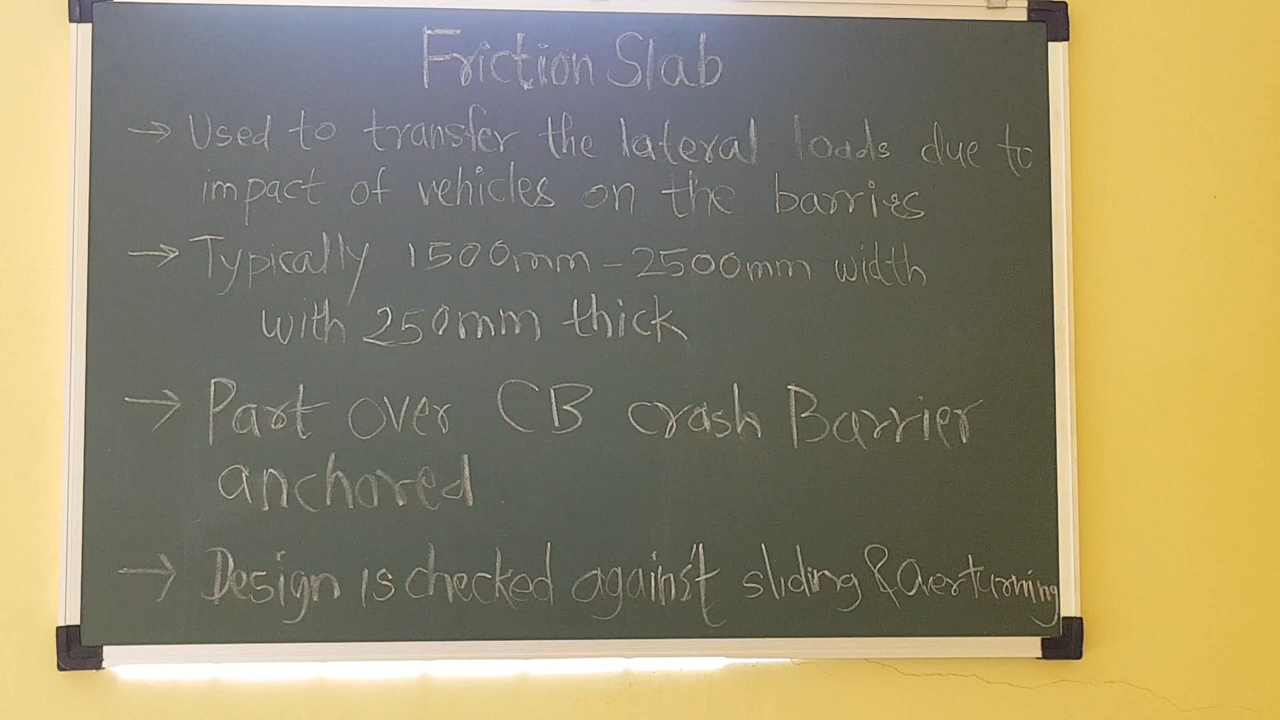 Friction Slab
→ Used to transfer the lateral loads due to
impact of vehicles on the barries
→ Typically 1500mm - 2500mm width
with 250mm thick
→ Part over CB crash Barrier
anchored
→ Design is checked against sliding & Overturning